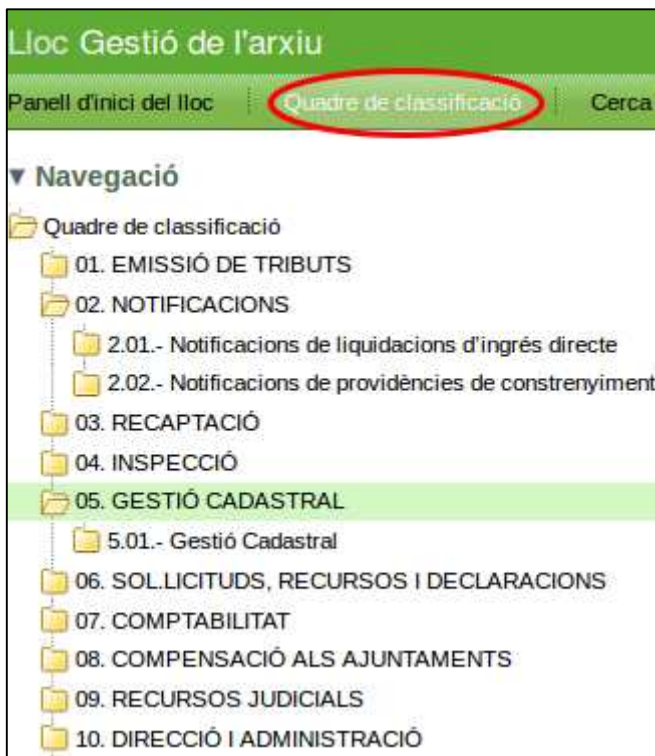 Lloc Gestió de l'arxiu
Panell d'inici del lloc Quadre de classificació Cerca
Navegació
Quadre de classificació
01. EMISSIÓ DE TRIBUTS
02. NOTIFICACIONS
2.01.- Notificacions de liquidacions d'ingrés directe
2.02.- Notificacions de providències de constrenyiment
03. RECAPTACIÓ
04. INSPECCIÓ
05. GESTIÓ CADASTRAL
5.01.- Gestió Cadastral
06. SOL.LICITUDS, RECURSOS I DECLARACIONS
07. COMPTABILITAT
08. COMPENSACIÓ ALS AJUNTAMENTS
09. RECURSOS JUDICIALS
10. DIRECCIÓ I ADMINISTRACIÓ